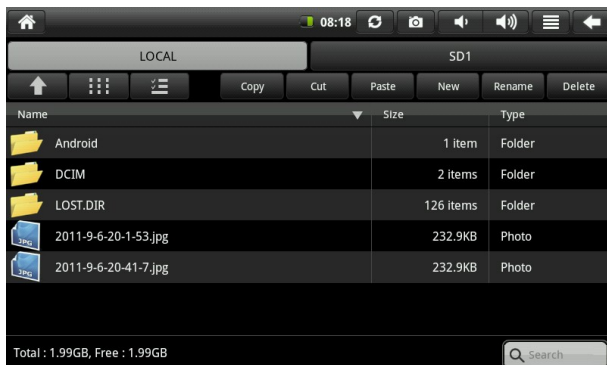 08:18
LOCAL SD1
Copy Cut Paste New Rename Delete
Name Size Type
Android 1 item Folder
DCIM 2 items Folder
LOST.DIR 126 items Folder
JPG 2011-9-6-20-1-53.jpg 232.9KB Photo
JPG 2011-9-6-20-41-7.jpg 232.9KB Photo
Total : 1.99GB, Free : 1.99GB Search